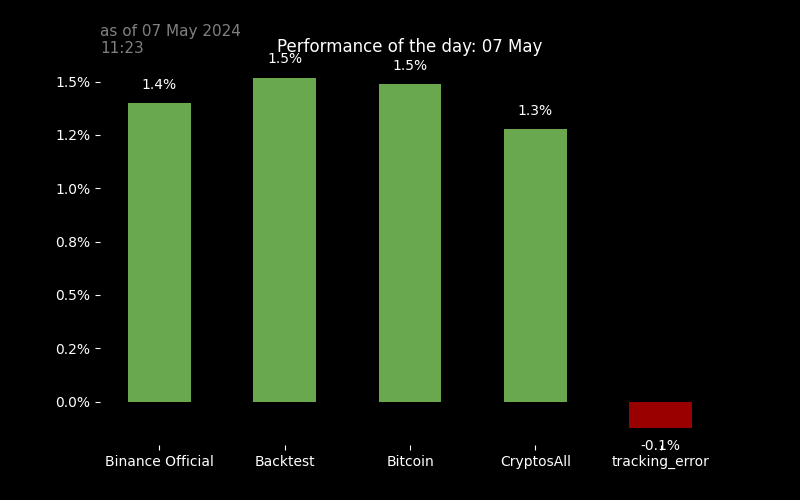 as of 07 May 2024
11:23
Performance of the day: 07 May
1.5%
1.2%
1.0%
0.8%
0.5%
0.2%
0.0%
1.4%
1.5%
1.5%
1.3%
-0.1%
Binance Official
Backtest
Bitcoin
CryptosAll
tracking_error